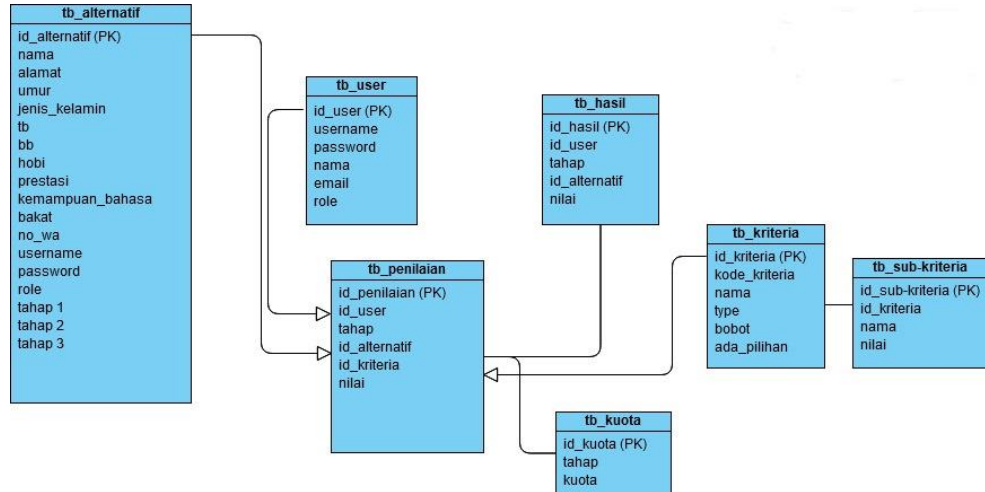 tb_alternatif
id_alternatif (PK)
nama
alamat
umur
jenis_kelamin
tb
bb
hobi
prestasi
kemampuan_bahasa
bakat
no_wa
username
password
role
tahap 1
tahap 2
tahap 3
tb_user
id_user (PK)
username
password
nama
email
role
tb_hasil
id_hasil (PK)
id_user
tahap
id_alternatif
nilai
tb_penilaian
id_penilaian (PK)
id_user
tahap
id_alternatif
id_kriteria
nilai
tb_kriteria
id_kriteria (PK)
kode_kriteria
nama
type
bobot
ada_pilihan
tb_sub-kriteria
id_sub-kriteria (PK)
id_kriteria
nama
nilai
tb_kuota
id_kuota (PK)
tahap
kuota